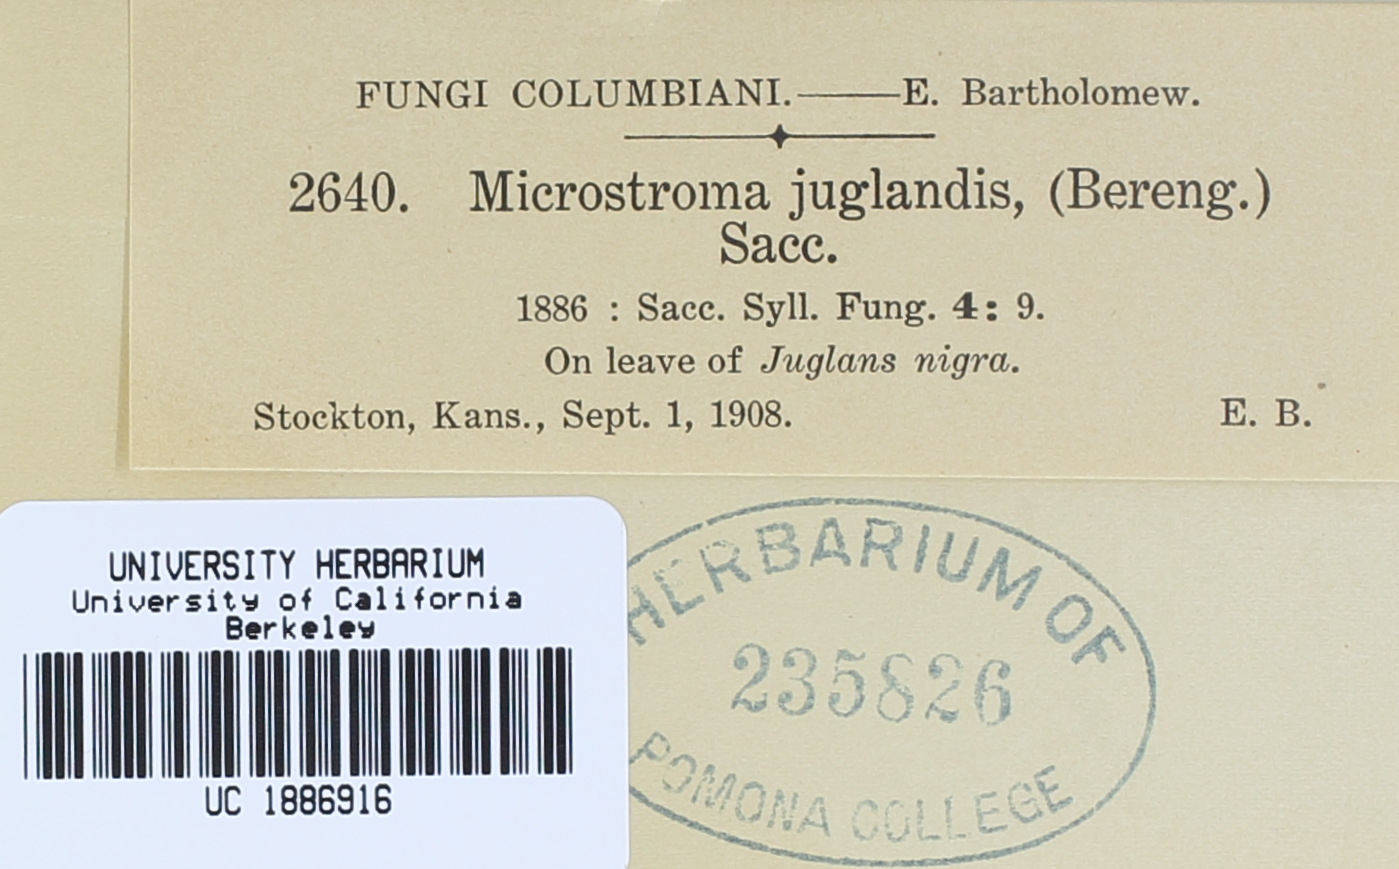 FUNGI COLUMBIANI.——E. Bartholomew.
2640. Microstroma juglandis, (Bereng.)
Sacc.
1886 : Sacc. Syll. Fung. 4: 9.
On leave of Juglans nigra.
Stockton, Kans., Sept. 1, 1908. E. B.
UNIVERSITY HERBARIUM
University of California
Berkeley
UC 1886916
HERBARIUM OF
235826
POMONA COLLEGE